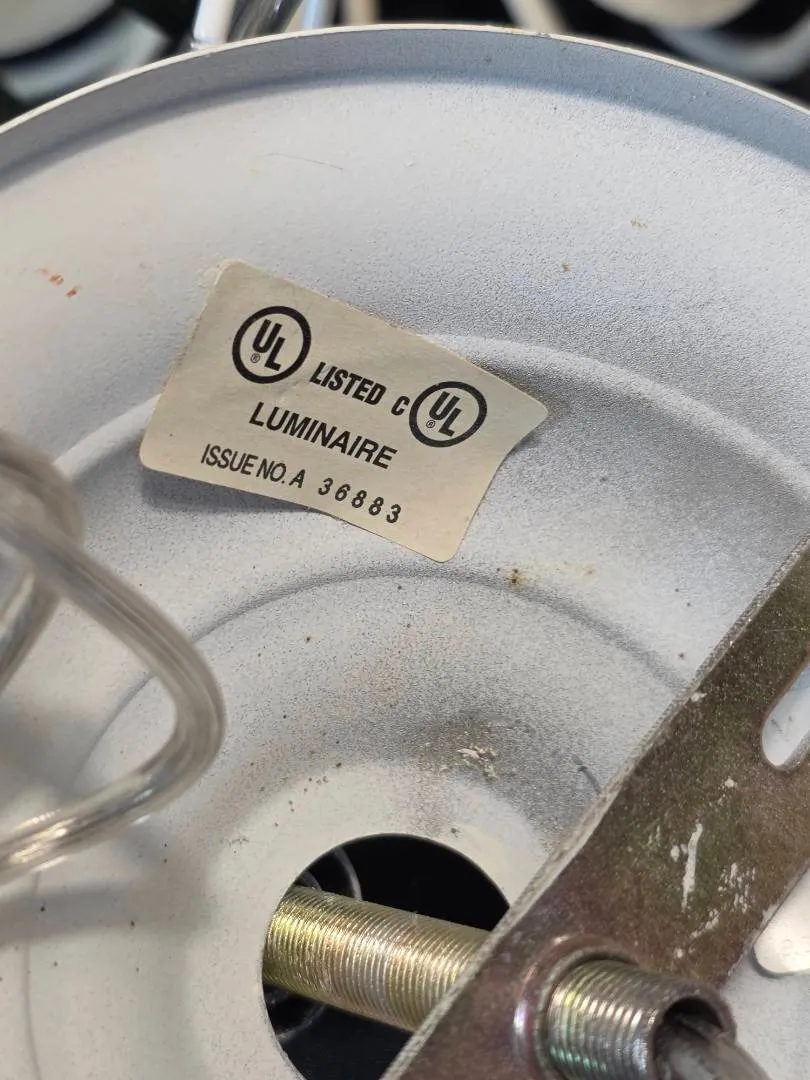 UL ® LISTED C UL ®
LUMINAIRE
ISSUE NO. A 36883